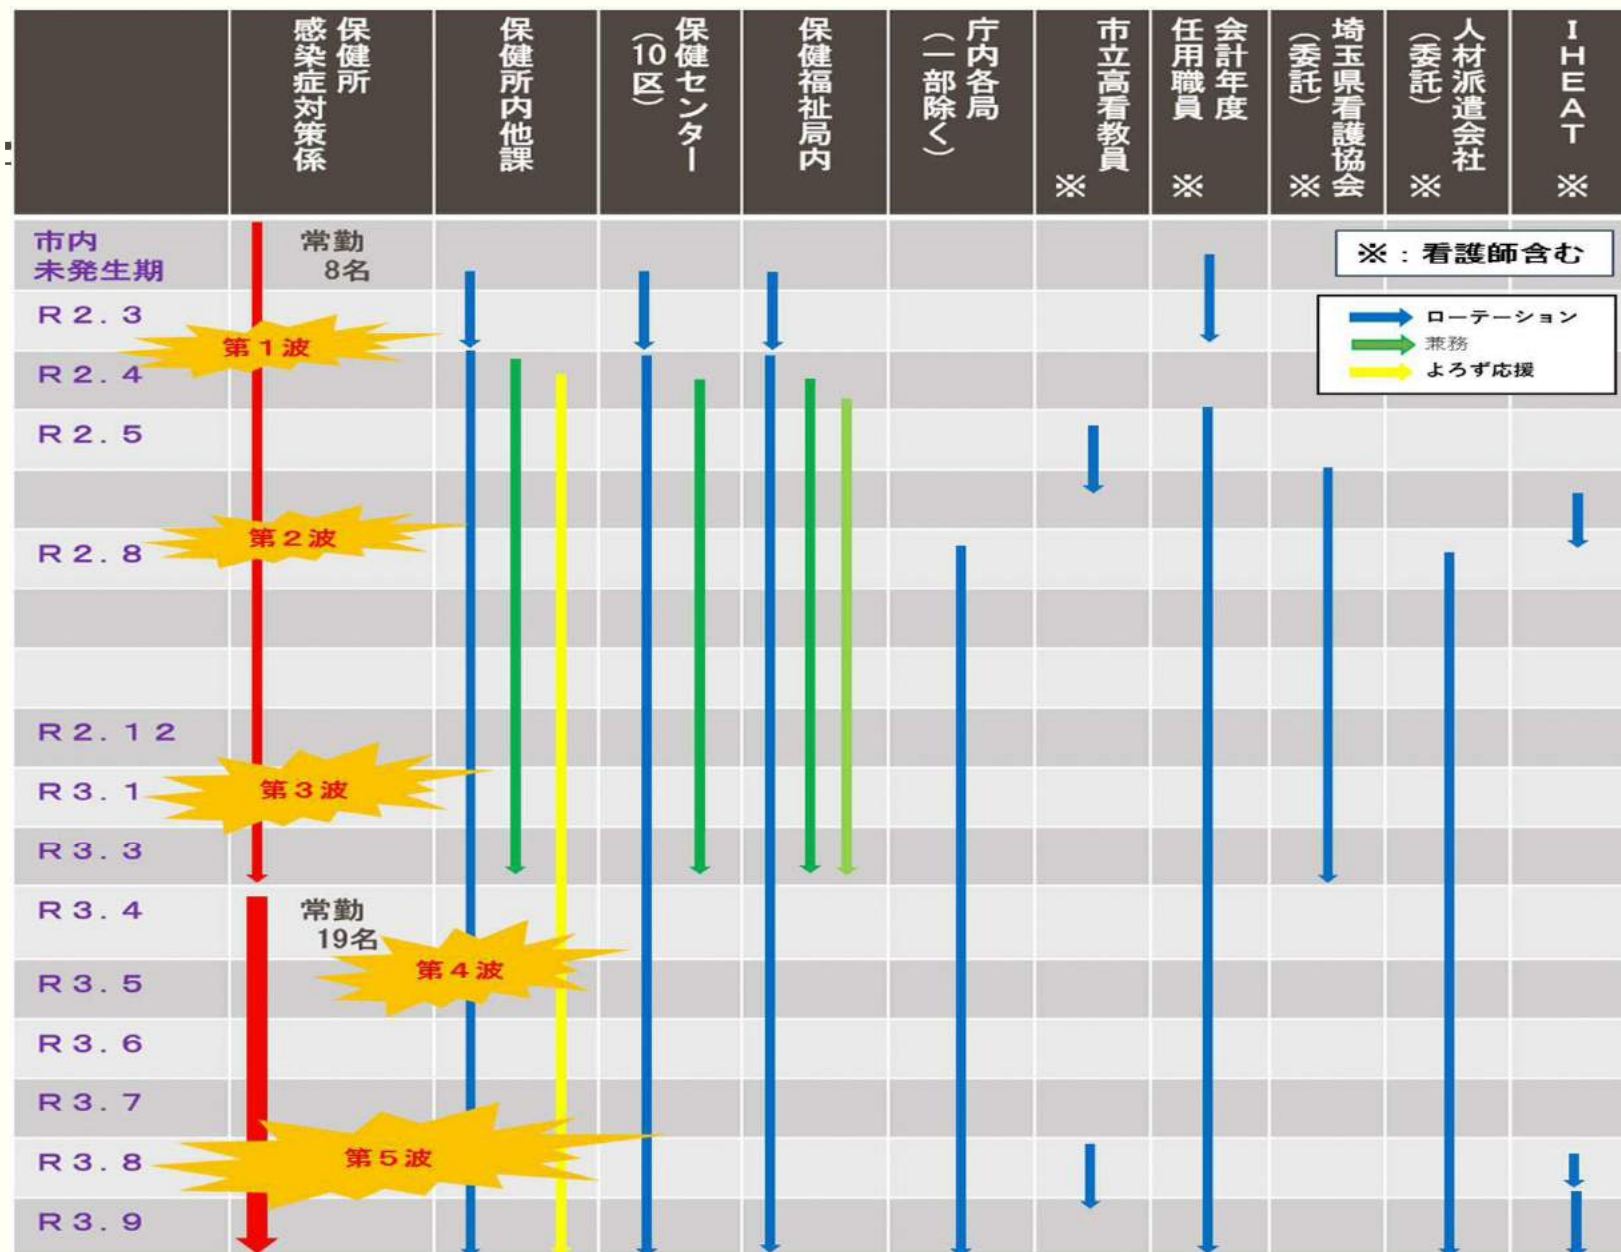 保健所
感染症対策係
保健所内他課
保健センター
（10区）
保健福祉局内
庁内各局
（一部除く）
市立高看教員
※
会計年度
任用職員
※
埼玉県看護協会
（委託）
※
人材派遣会社
（委託）
※
IHEAT ※
市内
未発生期
常勤
8名
※：看護師含む
R2.3
ローテーション
兼務
よろず応援
第1波
R2.4
R2.5
第2波
R2.8
R2.12
R3.1
第3波
R3.3
R3.4
常勤
19名
第4波
R3.5
R3.6
R3.7
R3.8
第5波
R3.9